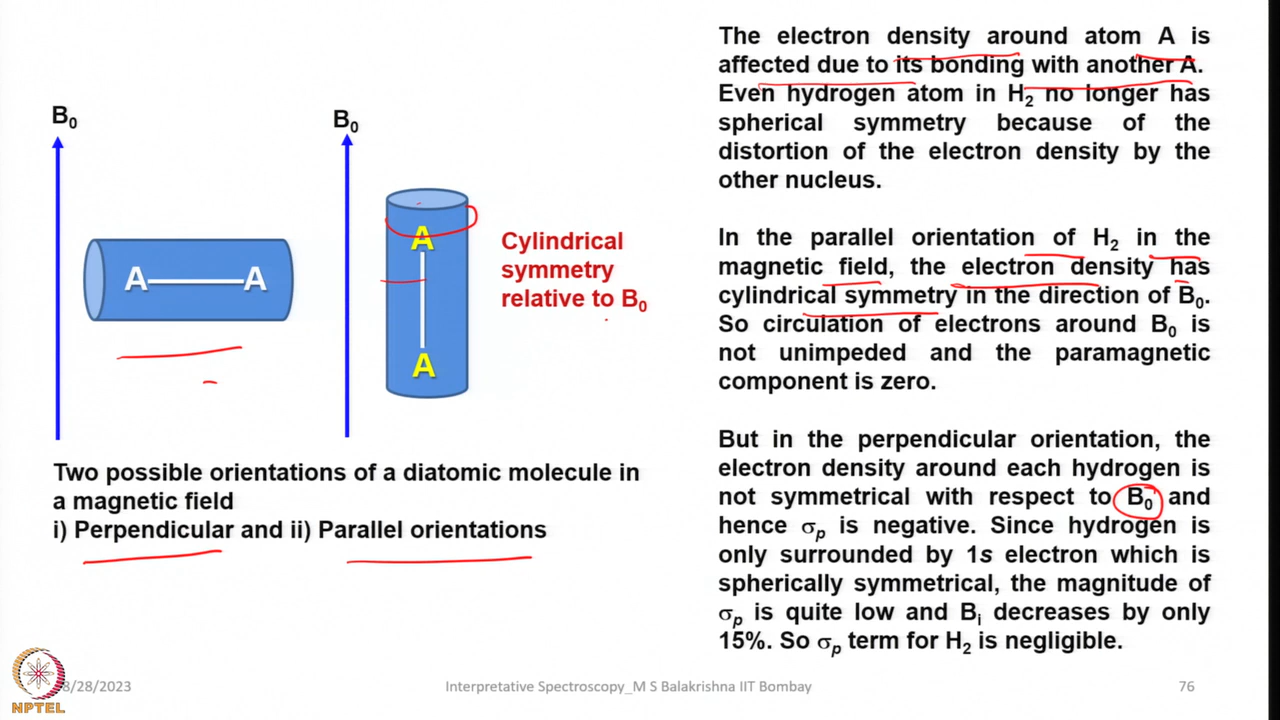 B₀
B₀
A A
A
A
Cylindrical
symmetry
relative to B₀
Two possible orientations of a diatomic molecule in
a magnetic field
i) Perpendicular and ii) Parallel orientations
The electron density around atom A is
affected due to its bonding with another A.
Even hydrogen atom in H₂ no longer has
spherical symmetry because of the
distortion of the electron density by the
other nucleus.
In the parallel orientation of H₂ in the
magnetic field, the electron density has
cylindrical symmetry in the direction of B₀.
So circulation of electrons around B₀ is
not unimpeded and the paramagnetic
component is zero.
But in the perpendicular orientation, the
electron density around each hydrogen is
not symmetrical with respect to B₀ and
hence σₚ is negative. Since hydrogen is
only surrounded by 1s electron which is
spherically symmetrical, the magnitude of
σₚ is quite low and Bᵢ decreases by only
15%. So σₚ term for H₂ is negligible.
8/28/2023
Interpretative Spectroscopy_M S Balakrishna IIT Bombay
76
NPTEL